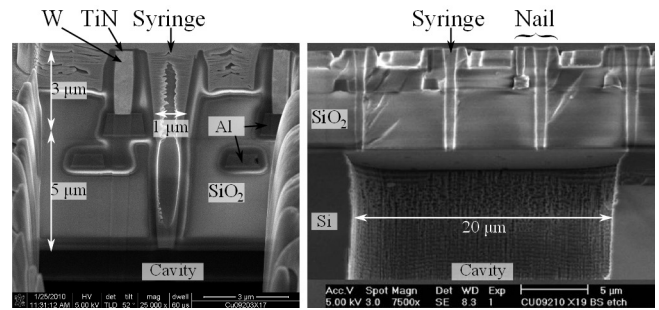 W TiN Syringe
3 µm
1 µm
Al
5 µm
SiO2
Cavity
1/25/2010 HV det tilt mag dwell 3 µm
11:31:12 AM 5.00 kV TLD 52° 25 000 x 60 µs Cu09203X17
Syringe Nail
SiO2
Si
20 µm
Cavity
Acc.V Spot Magn Det WD Exp 5 µm
5.00 kV 3.0 7500x SE 8.3 1 CU09210 X19 BS etch